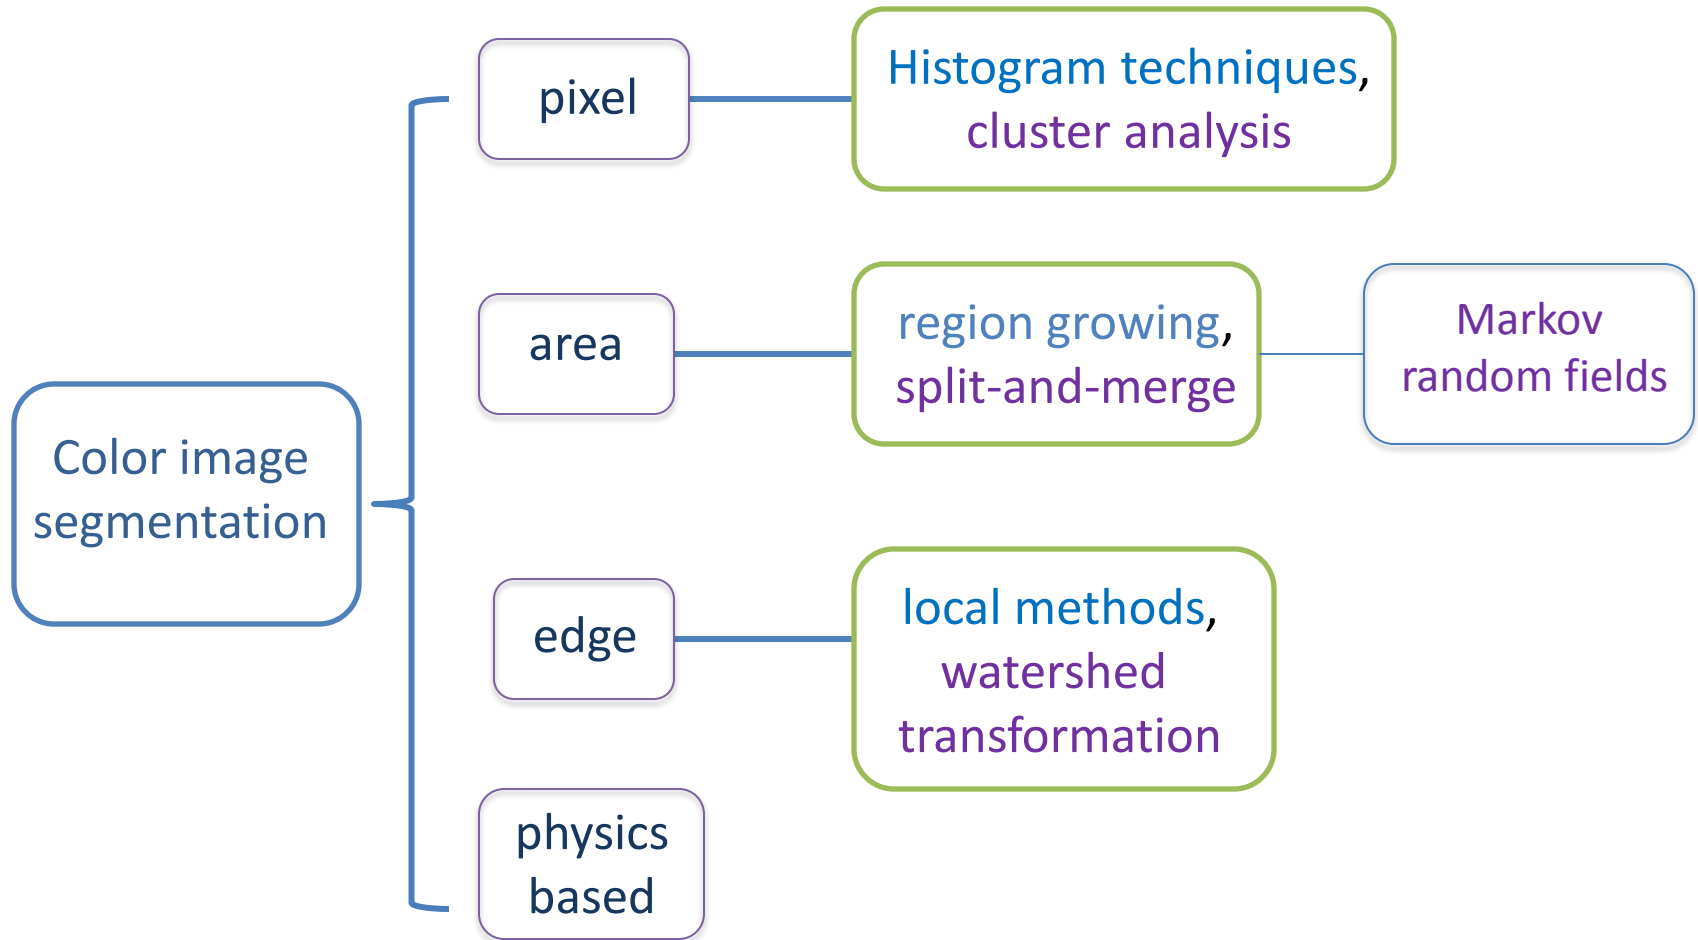 Color image
segmentation
pixel
Histogram techniques,
cluster analysis
area
region growing,
split-and-merge
Markov
random fields
edge
local methods,
watershed
transformation
physics
based